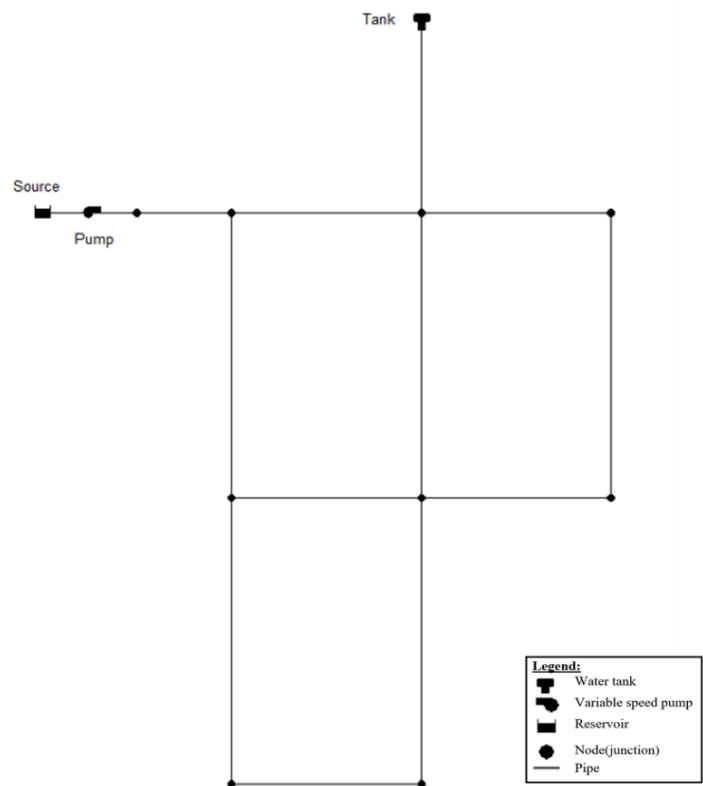 Tank
Source
Pump
Legend:
Water tank
Variable speed pump
Reservoir
Node(junction)
Pipe